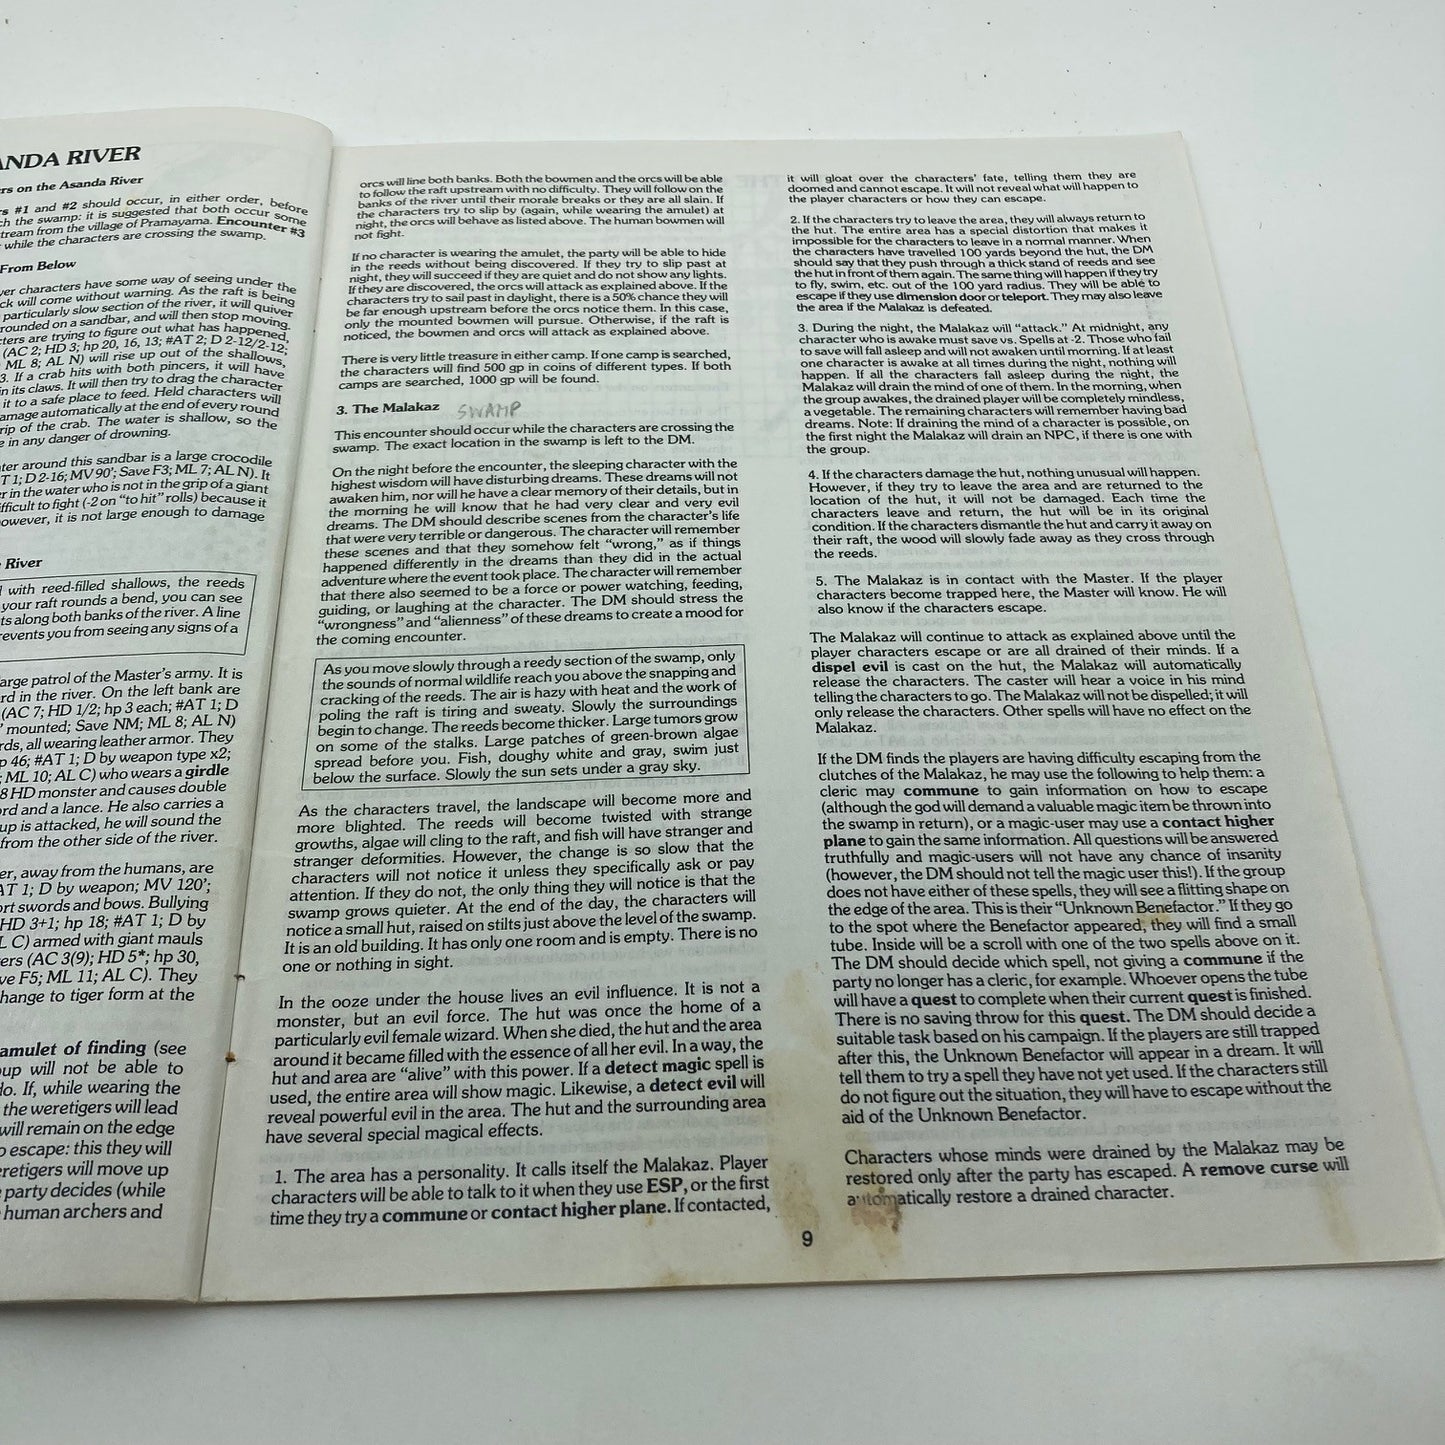 ANDA RIVER
ers on the Asanda River
rs #1 and #2 should occur, in either order, before
ch the swamp: it is suggested that both occur some
tream from the village of Pramayama. Encounter #3
while the characters are crossing the swamp.
From Below
yer characters have some way of seeing under the
ck will come without warning. As the raft is being
particularly slow section of the river, it will quiver
rounded on a sandbar, and will then stop moving.
cters are trying to figure out what has happened,
(AC 2; HD 3; hp 20, 16, 13; #AT 2; D 2-12/2-12;
ML 8; AL N) will rise up out of the shallows,
3. If a crab hits with both pincers, it will have
in its claws. It will then try to drag the character
it to a safe place to feed. Held characters will
amage automatically at the end of every round
rip of the crab. The water is shallow, so the
e in any danger of drowning.
ter around this sandbar is a large crocodile
T 1; D 2-16; MV 90'; Save F3; ML 7; AL N). It
r in the water who is not in the grip of a giant
ifficult to fight (-2 on "to hit" rolls) because it
owever, it is not large enough to damage
e River
d with reed-filled shallows, the reeds
your raft rounds a bend, you can see
ts along both banks of the river. A line
revents you from seeing any signs of a
large patrol of the Master's army. It is
rd in the river. On the left bank are
(AC 7; HD 1/2; hp 3 each; #AT 1; D
' mounted; Save NM; ML 8; AL N)
rds, all wearing leather armor. They
p 46; #AT 1; D by weapon type x2;
; ML 10; AL C) who wears a girdle
8 HD monster and causes double
ord and a lance. He also carries a
up is attacked, he will sound the
from the other side of the river.
er, away from the humans, are
AT 1; D by weapon; MV 120';
ort swords and bows. Bullying
HD 3+1; hp 18; #AT 1; D by
L C) armed with giant mauls
ers (AC 3(9); HD 5*; hp 30,
ve F5; ML 11; AL C). They
hange to tiger form at the
amulet of finding (see
oup will not be able to
do. If, while wearing the
the weretigers will lead
will remain on the edge
o escape: this they will
eretigers will move up
party decides (while
human archers and
orcs will line both banks. Both the bowmen and the orcs will be able
to follow the raft upstream with no difficulty. They will follow on the
banks of the river until their morale breaks or they are all slain. If
the characters try to slip by (again, while wearing the amulet) at
night, the orcs will behave as listed above. The human bowmen will
not fight.
If no character is wearing the amulet, the party will be able to hide
in the reeds without being discovered. If they try to slip past at
night, they will succeed if they are quiet and do not show any lights.
If they are discovered, the orcs will attack as explained above. If the
characters try to sail past in daylight, there is a 50% chance they will
be far enough upstream before the orcs notice them. In this case,
only the mounted bowmen will pursue. Otherwise, if the raft is
noticed, the bowmen and orcs will attack as explained above.
There is very little treasure in either camp. If one camp is searched,
the characters will find 500 gp in coins of different types. If both
camps are searched, 1000 gp will be found.
3. The Malakaz SWAMP
This encounter should occur while the characters are crossing the
swamp. The exact location in the swamp is left to the DM.
On the night before the encounter, the sleeping character with the
highest wisdom will have disturbing dreams. These dreams will not
awaken him, nor will he have a clear memory of their details, but in
the morning he will know that he had very clear and very evil
dreams. The DM should describe scenes from the character's life
that were very terrible or dangerous. The character will remember
these scenes and that they somehow felt "wrong," as if things
happened differently in the dreams than they did in the actual
adventure where the event took place. The character will remember
that there also seemed to be a force or power watching, feeding,
guiding, or laughing at the character. The DM should stress the
"wrongness" and "alienness" of these dreams to create a mood for
the coming encounter.
As you move slowly through a reedy section of the swamp, only
the sounds of normal wildlife reach you above the snapping and
cracking of the reeds. The air is hazy with heat and the work of
poling the raft is tiring and sweaty. Slowly the surroundings
begin to change. The reeds become thicker. Large tumors grow
on some of the stalks. Large patches of green-brown algae
spread before you. Fish, doughy white and gray, swim just
below the surface. Slowly the sun sets under a gray sky.
As the characters travel, the landscape will become more and
more blighted. The reeds will become twisted with strange
growths, algae will cling to the raft, and fish will have stranger and
stranger deformities. However, the change is so slow that the
characters will not notice it unless they specifically ask or pay
attention. If they do not, the only thing they will notice is that the
swamp grows quieter. At the end of the day, the characters will
notice a small hut, raised on stilts just above the level of the swamp.
It is an old building. It has only one room and is empty. There is no
one or nothing in sight.
In the ooze under the house lives an evil influence. It is not a
monster, but an evil force. The hut was once the home of a
particularly evil female wizard. When she died, the hut and the area
around it became filled with the essence of all her evil. In a way, the
hut and area are "alive" with this power. If a detect magic spell is
used, the entire area will show magic. Likewise, a detect evil will
reveal powerful evil in the area. The hut and the surrounding area
have several special magical effects.
1. The area has a personality. It calls itself the Malakaz. Player
characters will be able to talk to it when they use ESP, or the first
time they try a commune or contact higher plane. If contacted,
it will gloat over the characters' fate, telling them they are
doomed and cannot escape. It will not reveal what will happen to
the player characters or how they can escape.
2. If the characters try to leave the area, they will always return to
the hut. The entire area has a special distortion that makes it
impossible for the characters to leave in a normal manner. When
the characters have travelled 100 yards beyond the hut, the DM
should say that they push through a thick stand of reeds and see
the hut in front of them again. The same thing will happen if they try
to fly, swim, etc. out of the 100 yard radius. They will be able to
escape if they use dimension door or teleport. They may also leave
the area if the Malakaz is defeated.
3. During the night, the Malakaz will "attack." At midnight, any
character who is awake must save vs. Spells at -2. Those who fail
to save will fall asleep and will not awaken until morning. If at least
one character is awake at all times during the night, nothing will
happen. If all the characters fall asleep during the night, the
Malakaz will drain the mind of one of them. In the morning, when
the group awakes, the drained player will be completely mindless,
a vegetable. The remaining characters will remember having bad
dreams. Note: If draining the mind of a character is possible, on
the first night the Malakaz will drain an NPC, if there is one with
the group.
4. If the characters damage the hut, nothing unusual will happen.
However, if they try to leave the area and are returned to the
location of the hut, it will not be damaged. Each time the
characters leave and return, the hut will be in its original
condition. If the characters dismantle the hut and carry it away on
their raft, the wood will slowly fade away as they cross through
the reeds.
5. The Malakaz is in contact with the Master. If the player
characters become trapped here, the Master will know. He will
also know if the characters escape.
The Malakaz will continue to attack as explained above until the
player characters escape or are all drained of their minds. If a
dispel evil is cast on the hut, the Malakaz will automatically
release the characters. The caster will hear a voice in his mind
telling the characters to go. The Malakaz will not be dispelled; it will
only release the characters. Other spells will have no effect on the
Malakaz.
If the DM finds the players are having difficulty escaping from the
clutches of the Malakaz, he may use the following to help them: a
cleric may commune to gain information on how to escape
(although the god will demand a valuable magic item be thrown into
the swamp in return), or a magic-user may use a contact higher
plane to gain the same information. All questions will be answered
truthfully and magic-users will not have any chance of insanity
(however, the DM should not tell the magic user this!). If the group
does not have either of these spells, they will see a flitting shape on
the edge of the area. This is their "Unknown Benefactor." If they go
to the spot where the Benefactor appeared, they will find a small
tube. Inside will be a scroll with one of the two spells above on it.
The DM should decide which spell, not giving a commune if the
party no longer has a cleric, for example. Whoever opens the tube
will have a quest to complete when their current quest is finished.
There is no saving throw for this quest. The DM should decide a
suitable task based on his campaign. If the players are still trapped
after this, the Unknown Benefactor will appear in a dream. It will
tell them to try a spell they have not yet used. If the characters still
do not figure out the situation, they will have to escape without the
aid of the Unknown Benefactor.
Characters whose minds were drained by the Malakaz may be
restored only after the party has escaped. A remove curse will
automatically restore a drained character.
9